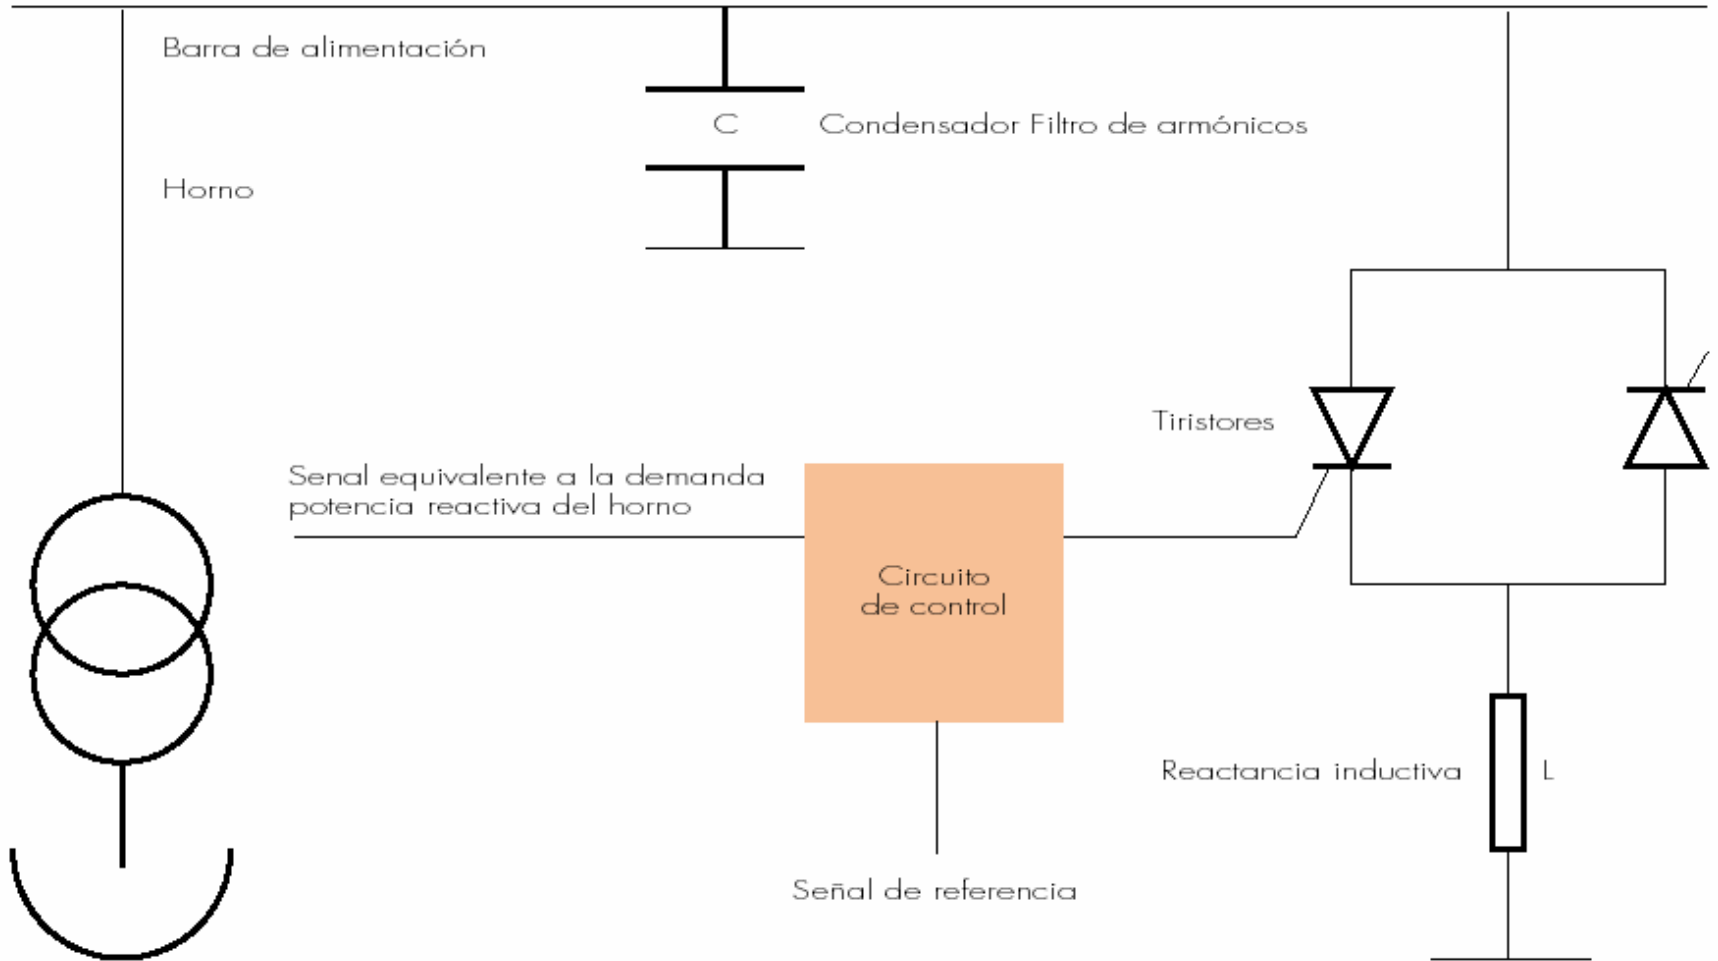 Barra de alimentación
C
Condensador Filtro de armónicos
Horno
Tiristores
Senal equivalente a la demanda
potencia reactiva del horno
Circuito
de control
Reactancia inductiva
L
Señal de referencia